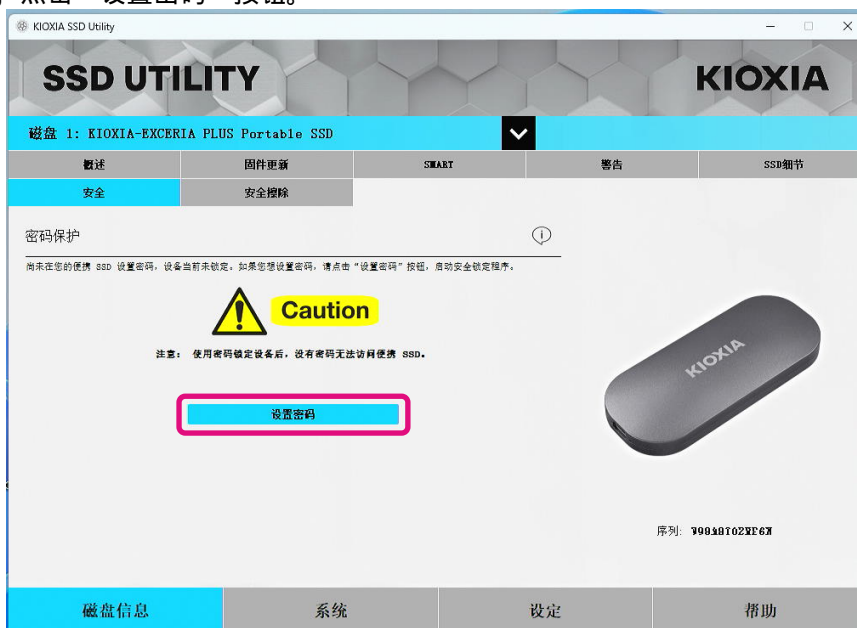 点击"设置密码"按钮。
KIOXIA SSD Utility
SSD UTILITY
KIOXIA
磁盘 1: KIOXIA-EXCERIA PLUS Portable SSD
概述 固件更新 SMART 警告 SSD细节
安全 安全擦除
密码保护
尚未在您的便携 SSD 设置密码，设备当前未锁定。如果您想设置密码，请点击“设置密码”按钮，启动安全锁定程序。
Caution
注意： 使用密码锁定设备后，没有密码无法访问便携 SSD。
设置密码
KIOXIA
序列:
磁盘信息 系统 设定 帮助